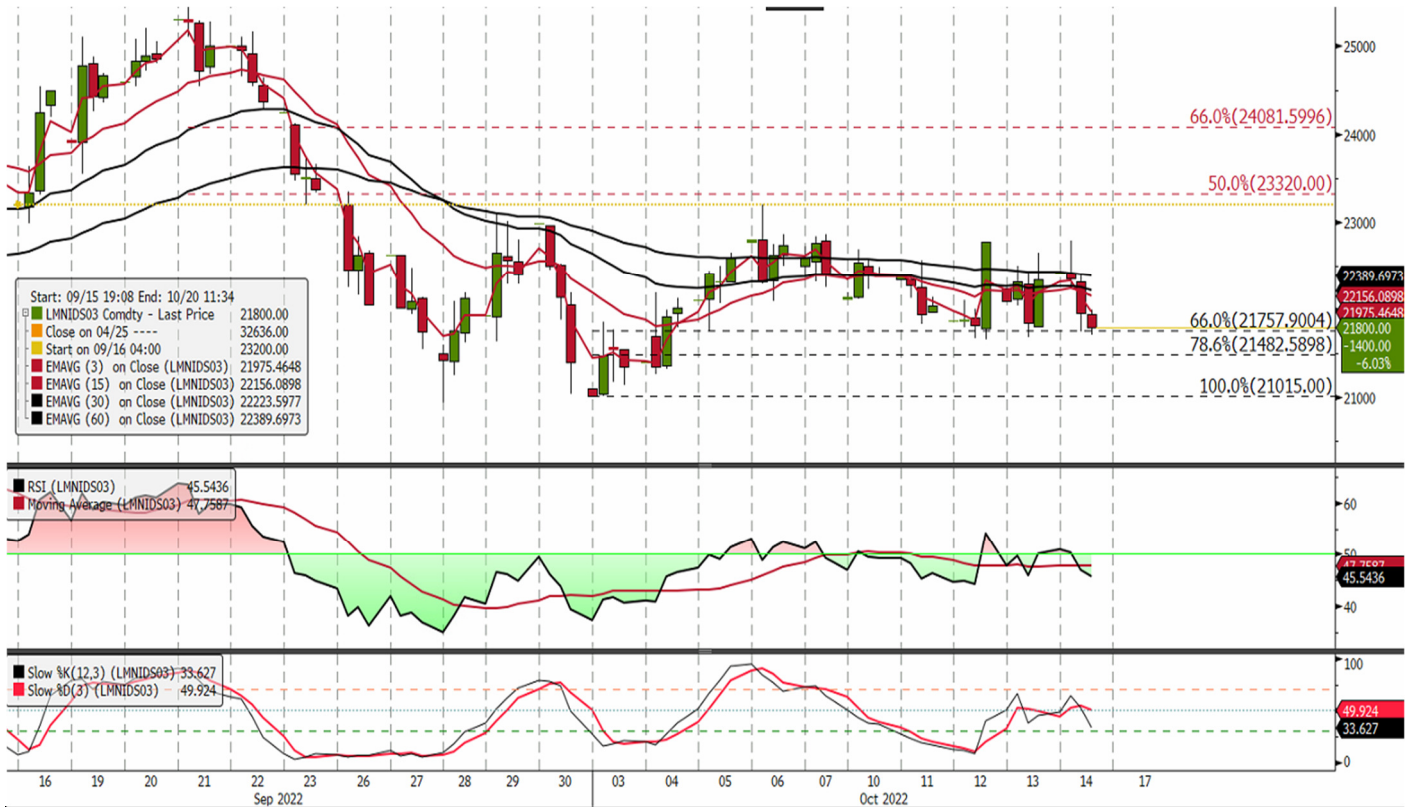 25000
66.0%(24081.5996)
24000
50.0%(23320.00)
23000
Start: 09/15 19:08 End: 10/20 11:34
LMNIDS03 Comdty - Last Price 21800.00
Close on 04/25 ---- 32636.00
Start on 09/16 04:00 23200.00
EMAVG (3) on Close (LMNIDS03) 21975.4648
EMAVG (15) on Close (LMNIDS03) 22156.0898
EMAVG (30) on Close (LMNIDS03) 22223.5977
EMAVG (60) on Close (LMNIDS03) 22389.6973
22389.6973
22156.0898
21975.4648
66.0%(21757.9004)
21800.00
-1400.00
-6.03%
78.6%(21482.5898)
100.0%(21015.00)
21000
RSI (LMNIDS03) 45.5436
Moving Average (LMNIDS03) 47.7587
60
50
47.7587
45.5436
40
Slow %K(12,3) (LMNIDS03) 33.627
Slow %D(3) (LMNIDS03) 49.924
100
49.924
33.627
0
16 19 20 21 22 23 26 27 28 29 30 03 04 05 06 07 10 11 12 13 14 17
Sep 2022 Oct 2022